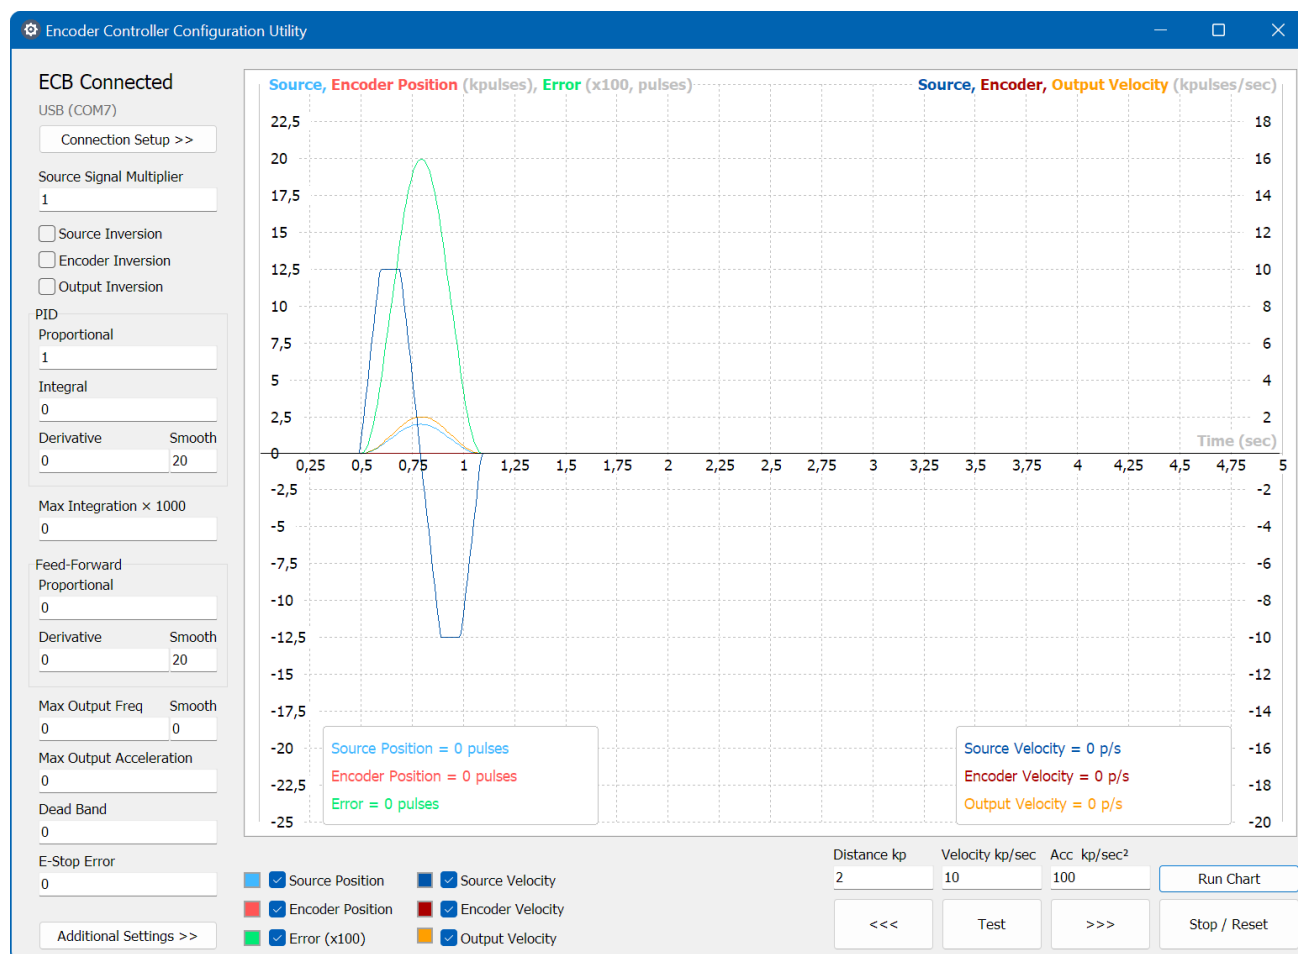 Encoder Controller Configuration Utility
ECB Connected
USB (COM7)
Connection Setup >>
Source Signal Multiplier
1
Source Inversion
Encoder Inversion
Output Inversion
PID
Proportional
1
Integral
0
Derivative Smooth
0 20
Max Integration × 1000
0
Feed-Forward
Proportional
0
Derivative Smooth
0 20
Max Output Freq Smooth
0 0
Max Output Acceleration
0
Dead Band
0
E-Stop Error
0
Additional Settings >>
Source, Encoder Position (kpulses), Error (x100, pulses)
Source, Encoder, Output Velocity (kpulses/sec)
22,5 18
20 16
17,5 14
15 12
12,5 10
10 8
7,5 6
5 4
2,5 2
Time (sec)
0
0,25 0,5 0,75 1 1,25 1,5 1,75 2 2,25 2,5 2,75 3 3,25 3,5 3,75 4 4,25 4,5 4,75 5
-2,5 -2
-5 -4
-7,5 -6
-10 -8
-12,5 -10
-15 -12
-17,5 -14
-20 -16
-22,5 -18
-25 -20
Source Position = 0 pulses
Encoder Position = 0 pulses
Error = 0 pulses
Source Velocity = 0 p/s
Encoder Velocity = 0 p/s
Output Velocity = 0 p/s
Source Position Source Velocity
Encoder Position Encoder Velocity
Error (x100) Output Velocity
Distance kp Velocity kp/sec Acc kp/sec²
2 10 100 Run Chart
<<< Test >>> Stop / Reset